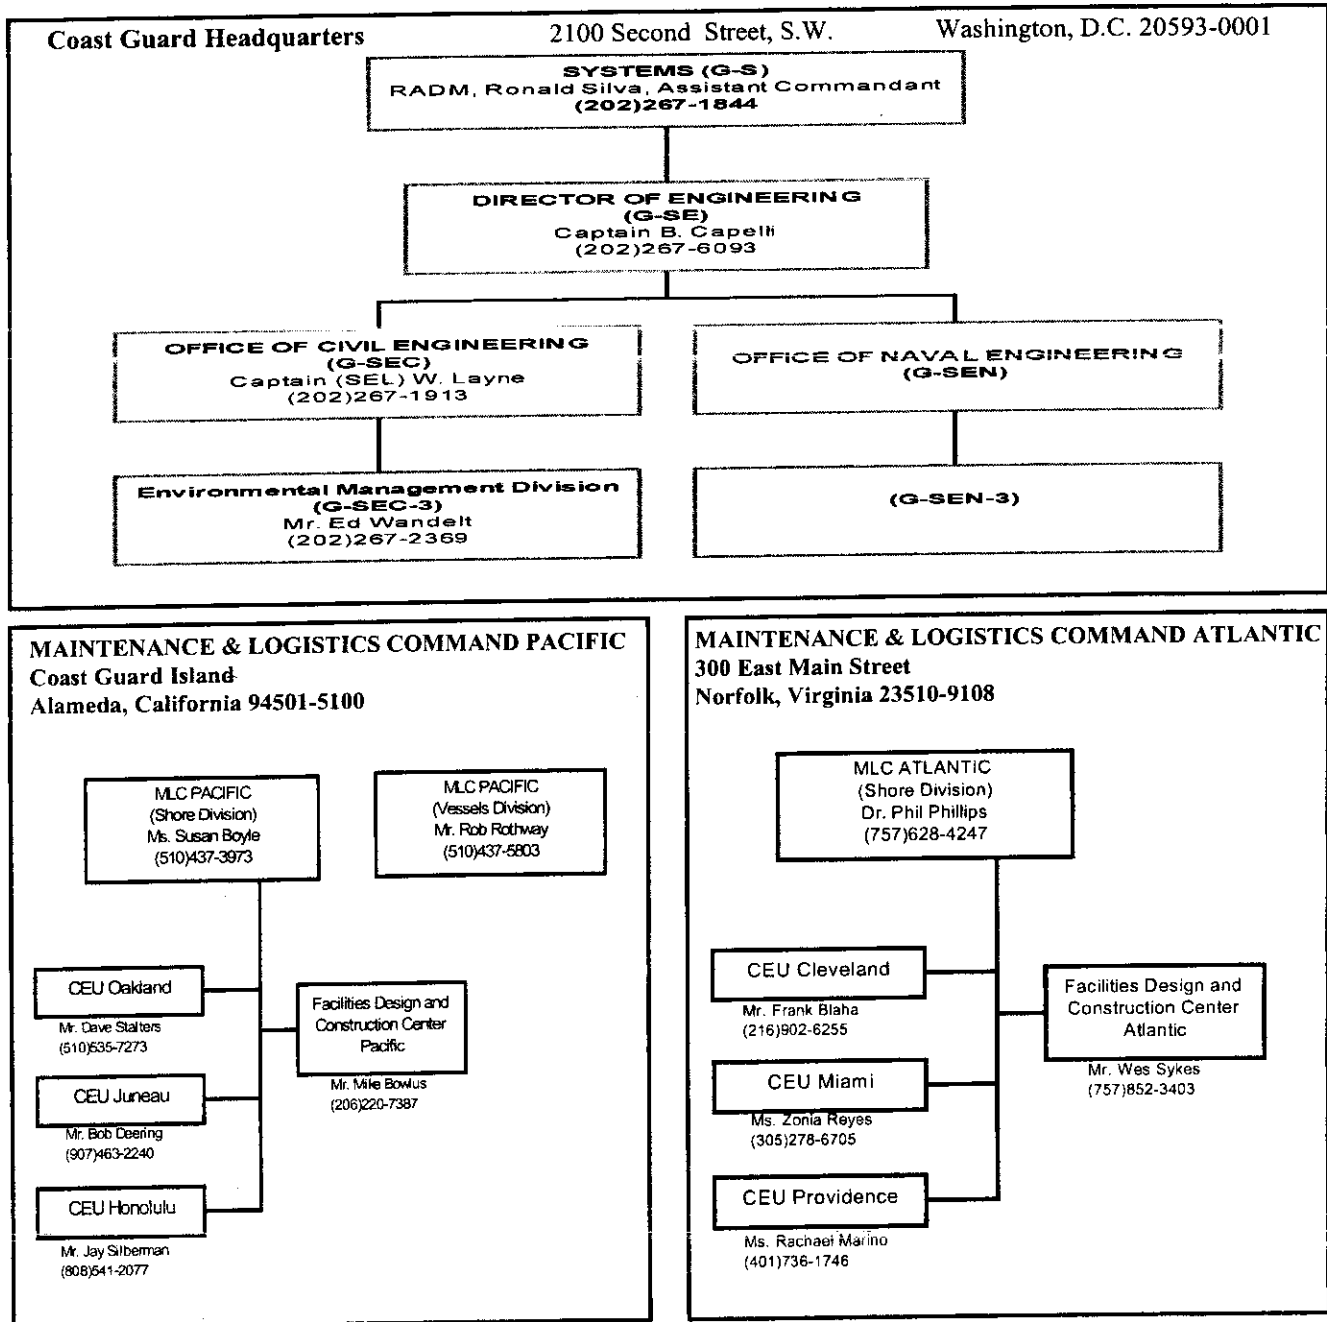 Coast Guard Headquarters 2100 Second Street, S.W. Washington, D.C. 20593-0001
SYSTEMS (G-S)
RADM, Ronald Silva, Assistant Commandant
(202)267-1844
DIRECTOR OF ENGINEERING
(G-SE)
Captain B. Capelli
(202)267-6093
OFFICE OF CIVIL ENGINEERING
(G-SEC)
Captain (SEL) W. Layne
(202)267-1913
OFFICE OF NAVAL ENGINEERING
(G-SEN)
Environmental Management Division
(G-SEC-3)
Mr. Ed Wandelt
(202)267-2369
(G-SEN-3)
MAINTENANCE & LOGISTICS COMMAND PACIFIC
Coast Guard Island
Alameda, California 94501-5100
MLC PACIFIC
(Shore Division)
Ms. Susan Boyle
(510)437-3973
MLC PACIFIC
(Vessels Division)
Mr. Rob Rothway
(510)437-5803
CEU Oakland
Mr. Dave Stalters
(510)535-7273
Facilities Design and
Construction Center
Pacific
Mr. Mike Bowlus
(206)220-7387
CEU Juneau
Mr. Bob Deering
(907)463-2240
CEU Honolulu
Mr. Jay Silberman
(808)541-2077
MAINTENANCE & LOGISTICS COMMAND ATLANTIC
300 East Main Street
Norfolk, Virginia 23510-9108
MLC ATLANTIC
(Shore Division)
Dr. Phil Phillips
(757)628-4247
CEU Cleveland
Mr. Frank Blaha
(216)902-6255
Facilities Design and
Construction Center
Atlantic
Mr. Wes Sykes
(757)852-3403
CEU Miami
Ms. Zonia Reyes
(305)278-6705
CEU Providence
Ms. Rachael Marino
(401)736-1746